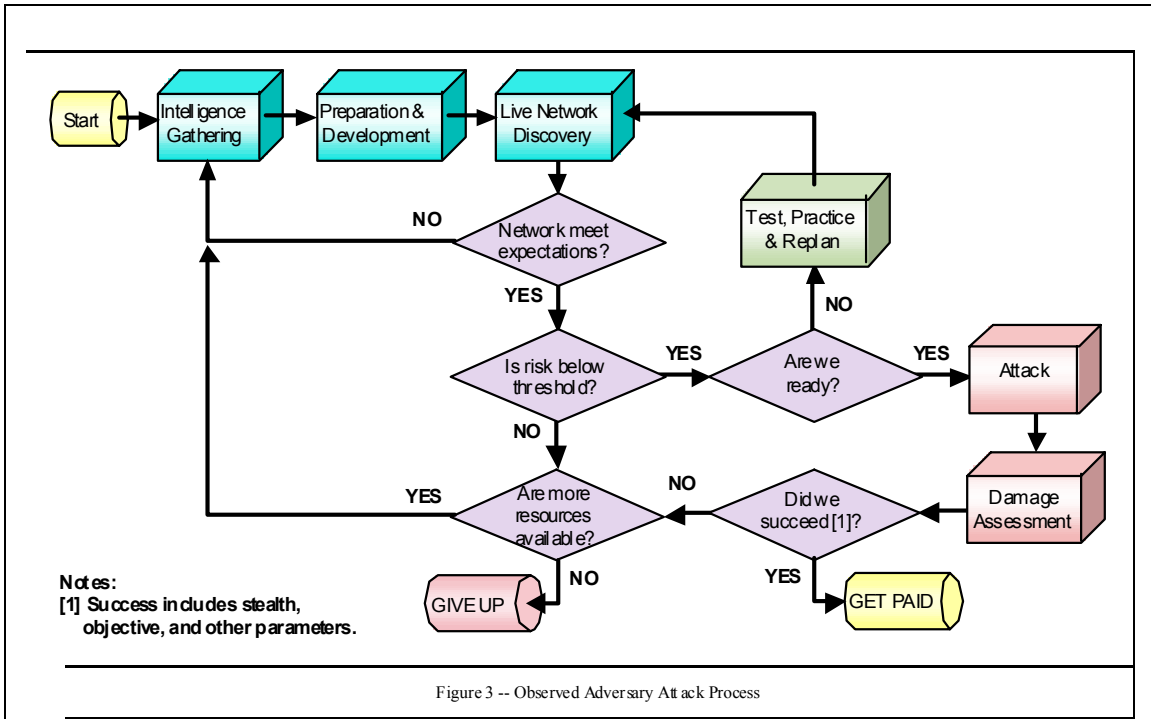 Start
Intelligence
Gathering
Preparation &
Development
Live Network
Discovery
NO
Network meet
expectations?
Test, Practice
& Replan
YES
NO
Is risk below
threshold?
YES
Are we
ready?
YES
Attack
NO
YES
Are more
resources
available?
NO
Did we
succeed[1]?
Damage
Assessment
Notes:
[1] Success includes stealth,
objective, and other parameters.
NO
GIVE UP
YES
GET PAID
Figure 3 -- Observed Adversary Attack Process